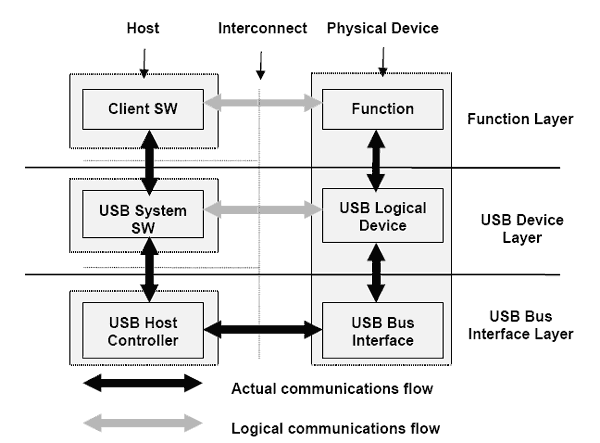 Host
Interconnect
Physical Device
Client SW
Function
Function Layer
USB System
SW
USB Logical
Device
USB Device
Layer
USB Host
Controller
USB Bus
Interface
USB Bus
Interface Layer
Actual communications flow
Logical communications flow